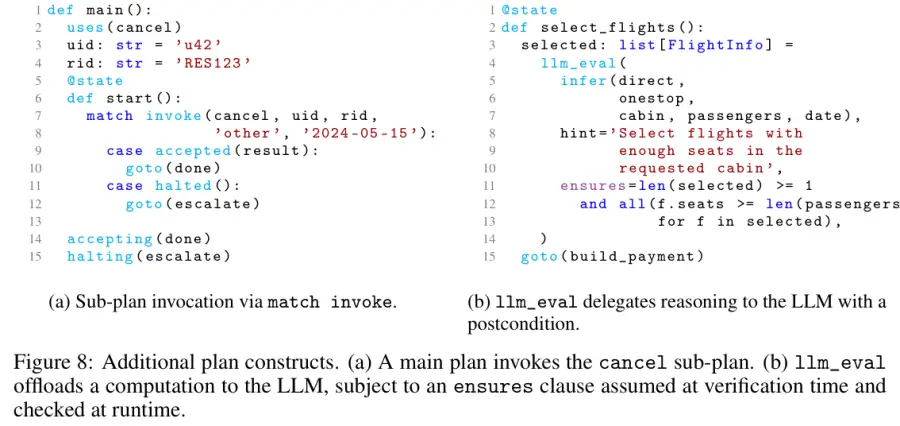 1 def main():
2   uses(cancel)
3   uid: str = 'u42'
4   rid: str = 'RES123'
5   @state
6   def start():
7     match invoke(cancel, uid, rid,
8                  'other', '2024-05-15'):
9       case accepted(result):
10         goto(done)
11       case halted():
12         goto(escalate)
13
14   accepting(done)
15   halting(escalate)
(a) Sub-plan invocation via match invoke.
1 @state
2 def select_flights():
3   selected: list[FlightInfo] =
4     llm_eval(
5       infer(direct,
6             onestop,
7             cabin, passengers, date),
8       hint='Select flights with
9             enough seats in the
10             requested cabin',
11       ensures=len(selected) >= 1
12         and all(f.seats >= len(passengers
13                 for f in selected),
14     )
15   goto(build_payment)
(b) llm_eval delegates reasoning to the LLM with a
postcondition.
Figure 8: Additional plan constructs. (a) A main plan invokes the cancel sub-plan. (b) llm_eval
offloads a computation to the LLM, subject to an ensures clause assumed at verification time and
checked at runtime.